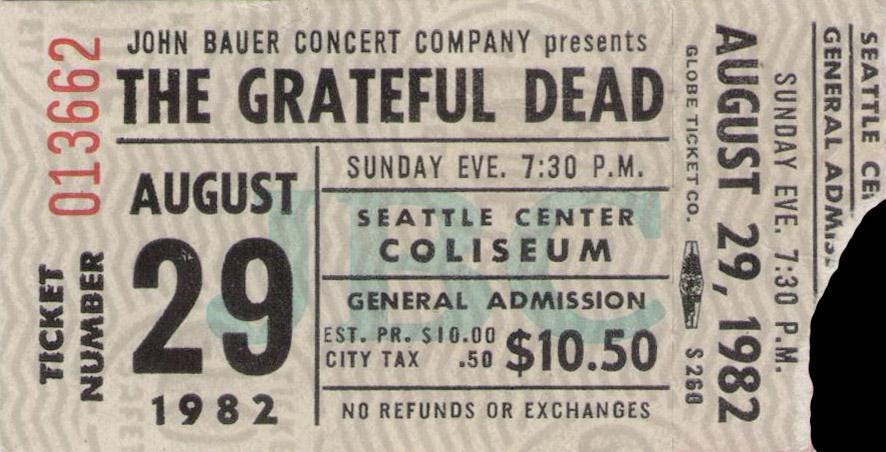 JOHN BAUER CONCERT COMPANY presents
THE GRATEFUL DEAD
AUGUST
29
1982
SUNDAY EVE. 7:30 P.M.
SEATTLE CENTER
COLISEUM
GENERAL ADMISSION
EST. PR. $10.00
CITY TAX .50
$10.50
NO REFUNDS OR EXCHANGES
JBC
TICKET
NUMBER
013662
GLOBE TICKET CO.
S 260
AUGUST 29, 1982
SUNDAY EVE. 7:30 P.M.
GENERAL
SEATTLE